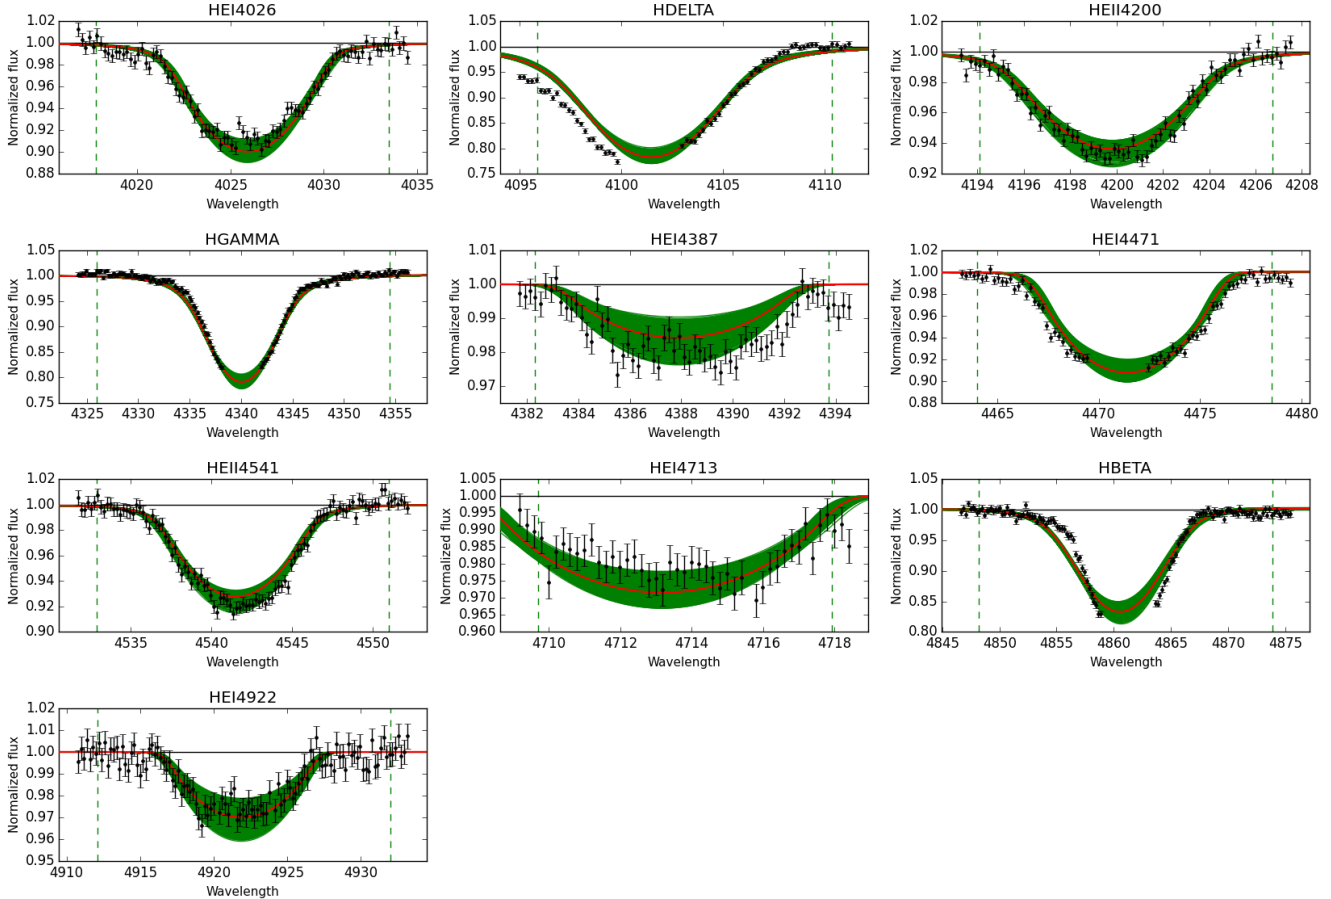 HEI4026
1.02
1.00
0.98
0.96
0.94
0.92
0.90
0.88
Normalized flux
4020 4025 4030 4035
Wavelength
HDELTA
1.05
1.00
0.95
0.90
0.85
0.80
0.75
Normalized flux
4095 4100 4105 4110
Wavelength
HEII4200
1.02
1.00
0.98
0.96
0.94
0.92
Normalized flux
4194 4196 4198 4200 4202 4204 4206 4208
Wavelength
HGAMMA
1.05
1.00
0.95
0.90
0.85
0.80
0.75
Normalized flux
4325 4330 4335 4340 4345 4350 4355
Wavelength
HEI4387
1.01
1.00
0.99
0.98
0.97
Normalized flux
4382 4384 4386 4388 4390 4392 4394
Wavelength
HEI4471
1.02
1.00
0.98
0.96
0.94
0.92
0.90
0.88
Normalized flux
4465 4470 4475 4480
Wavelength
HEII4541
1.02
1.00
0.98
0.96
0.94
0.92
0.90
Normalized flux
4535 4540 4545 4550
Wavelength
HEI4713
1.005
1.000
0.995
0.990
0.985
0.980
0.975
0.970
0.965
0.960
Normalized flux
4710 4712 4714 4716 4718
Wavelength
HBETA
1.05
1.00
0.95
0.90
0.85
0.80
Normalized flux
4845 4850 4855 4860 4865 4870 4875
Wavelength
HEI4922
1.02
1.01
1.00
0.99
0.98
0.97
0.96
0.95
Normalized flux
4910 4915 4920 4925 4930
Wavelength